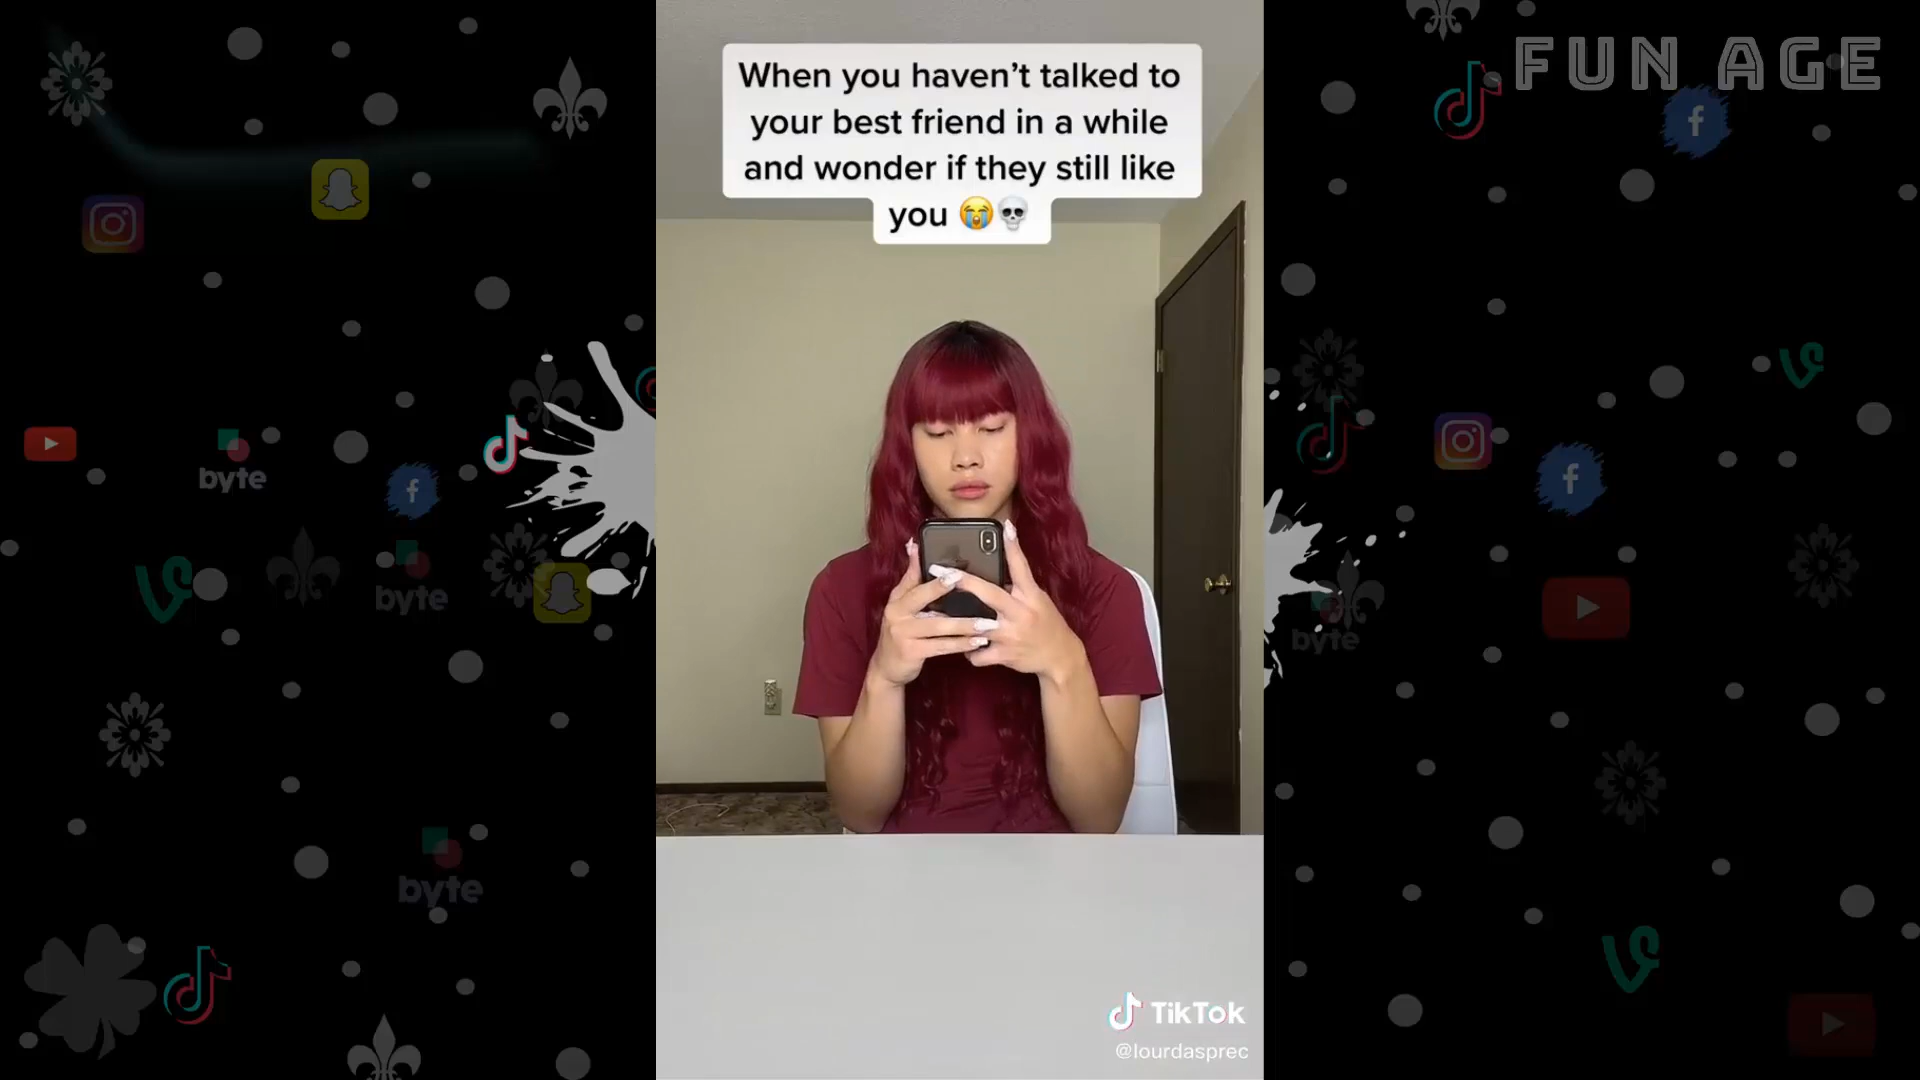 FUN AGE
When you haven’t talked to
your best friend in a while
and wonder if they still like
you 😭💀
byte
byte
byte
byte
TikTok
@lourdasprec